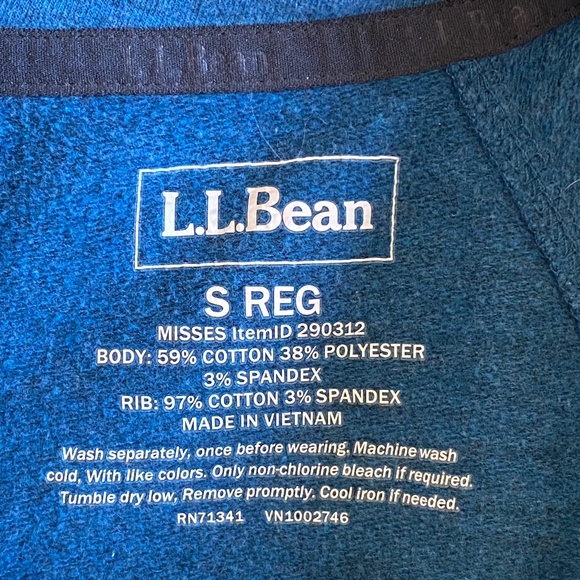 L.L.Bean L.L.Bean
L.L.Bean
S REG
MISSES ItemID 290312
BODY: 59% COTTON 38% POLYESTER
3% SPANDEX
RIB: 97% COTTON 3% SPANDEX
MADE IN VIETNAM
Wash separately, once before wearing. Machine wash
cold, With like colors. Only non-chlorine bleach if required.
Tumble dry low, Remove promptly. Cool iron if needed.
RN71341 VN1002746